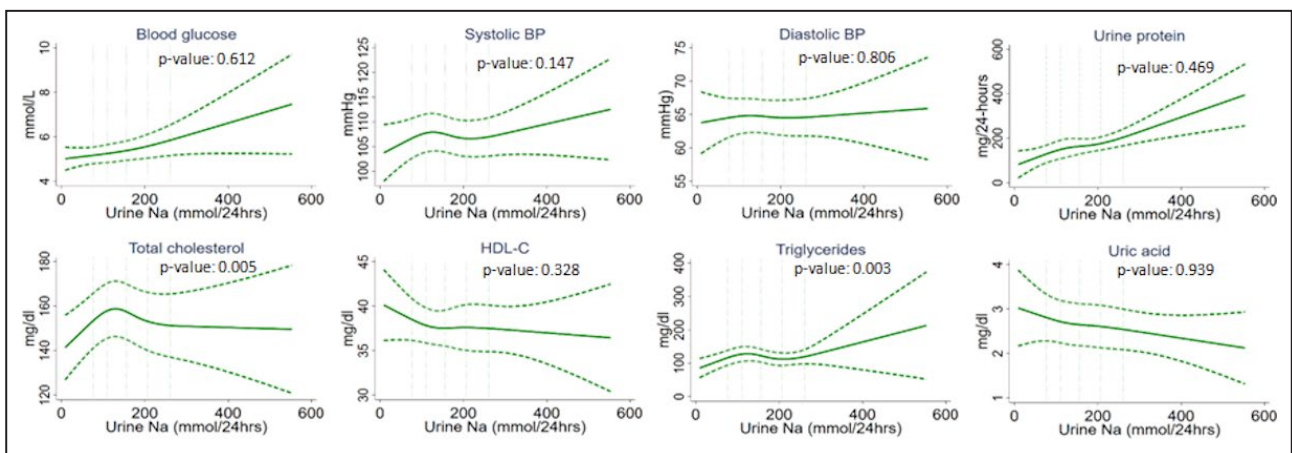 Blood glucose
p-value: 0.612
mmol/L
10
8
6
4
0 200 400 600
Urine Na (mmol/24hrs)
Systolic BP
p-value: 0.147
mmHg
125
120
115
110
105
100
0 200 400 600
Urine Na (mmol/24hrs)
Diastolic BP
p-value: 0.806
mmHg)
75
70
65
60
55
0 200 400 600
Urine Na (mmol/24hrs)
Urine protein
p-value: 0.469
mg/24-hours
600
400
200
0
0 200 400 600
Urine Na (mmol/24hrs)
Total cholesterol
p-value: 0.005
mg/dl
180
160
140
120
0 200 400 600
Urine Na (mmol/24hrs)
HDL-C
p-value: 0.328
mg/dl
45
40
35
30
0 200 400 600
Urine Na (mmol/24hrs)
Triglycerides
p-value: 0.003
mg/dl
400
300
200
100
0
0 200 400 600
Urine Na (mmol/24hrs)
Uric acid
p-value: 0.939
mg/dl
4
3
2
1
0 200 400 600
Urine Na (mmol/24hrs)